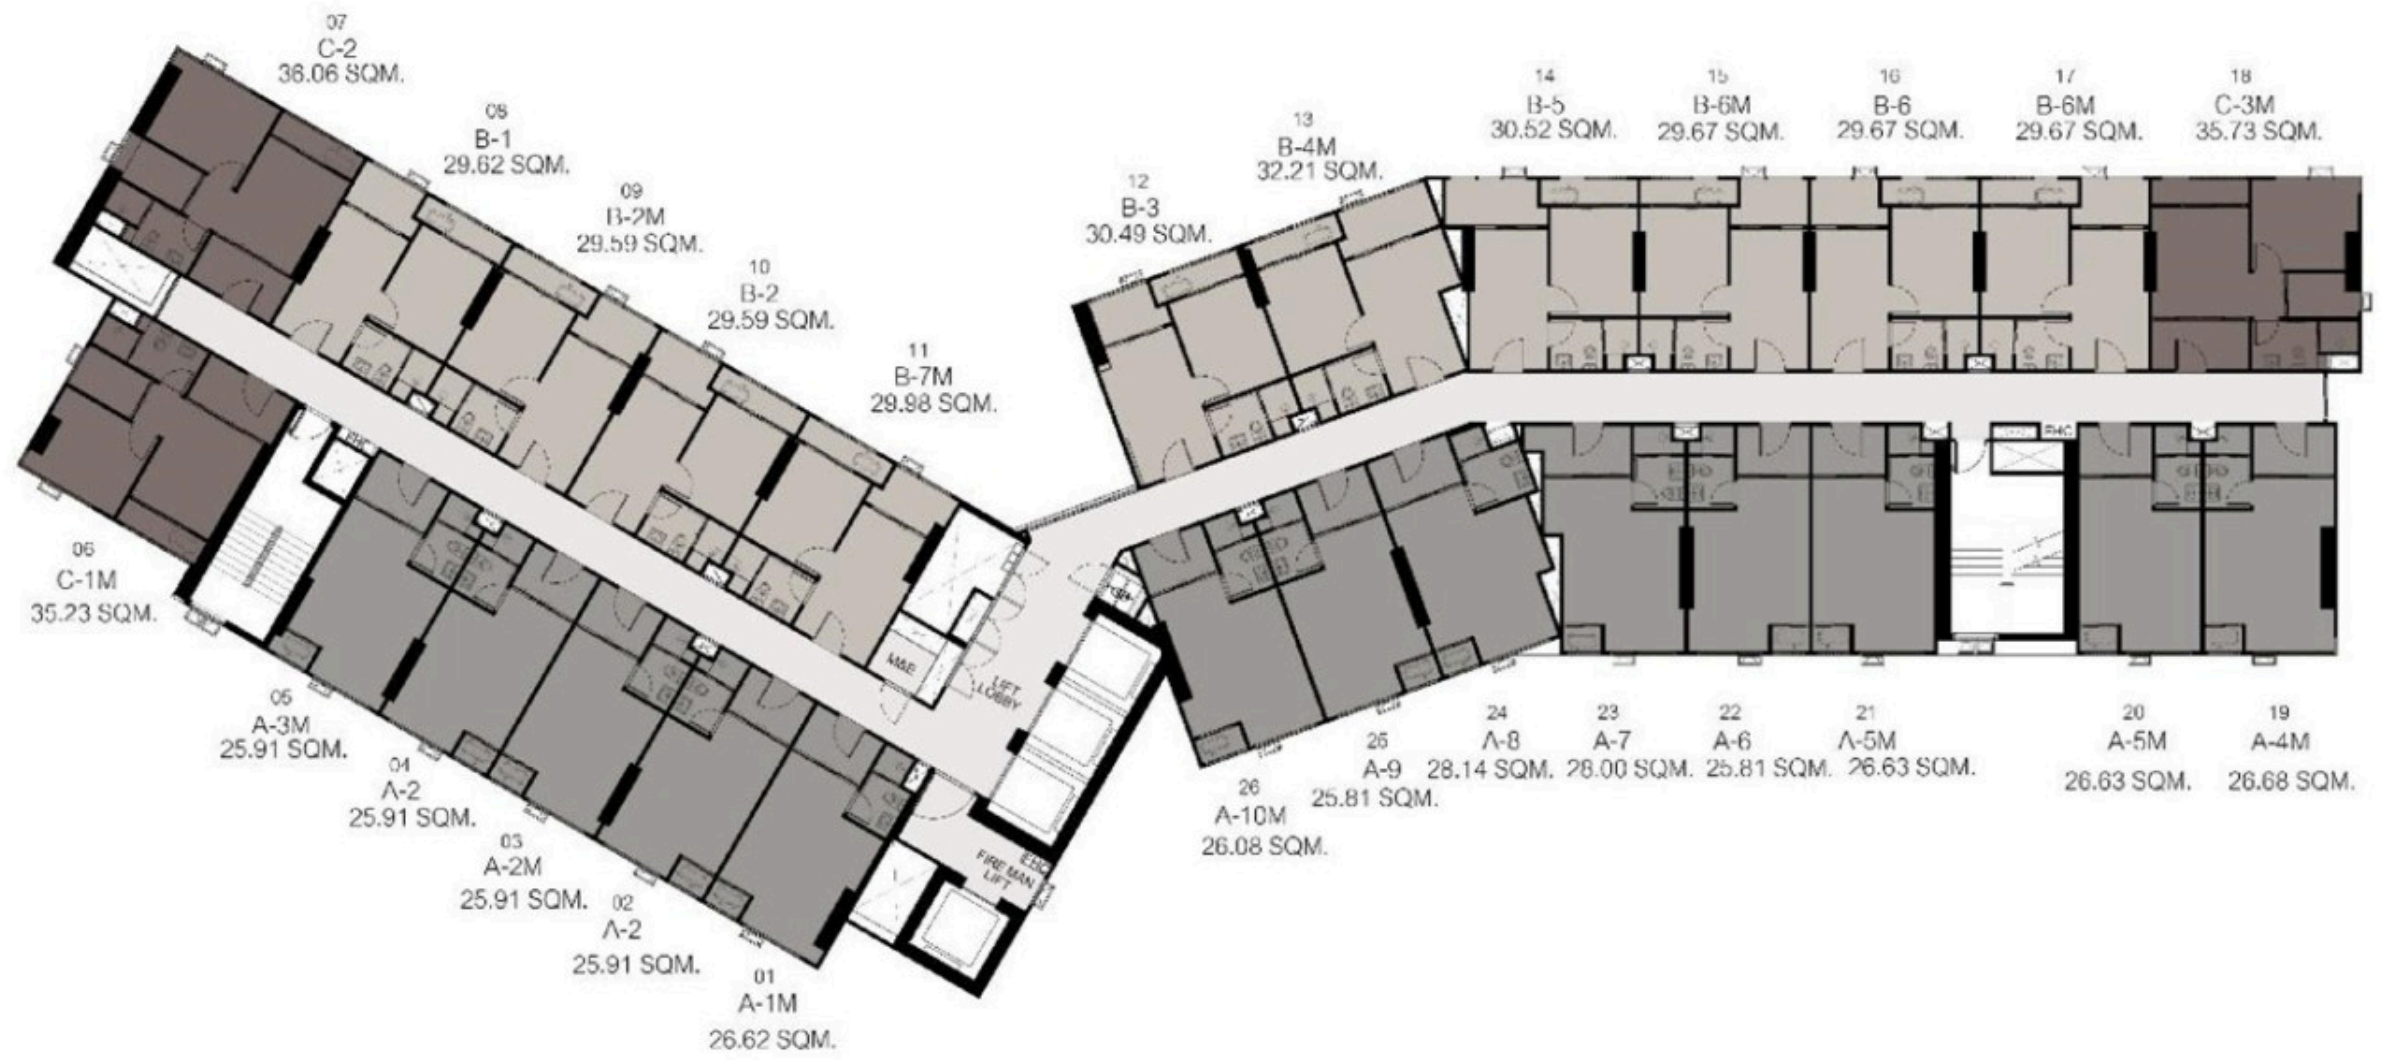 07
C-2
36.06 SQM.
08
B-1
29.62 SQM.
09
B-2M
29.59 SQM.
10
B-2
29.59 SQM.
11
B-7M
29.98 SQM.
12
B-3
30.49 SQM.
13
B-4M
32.21 SQM.
14
B-5
30.52 SQM.
15
B-6M
29.67 SQM.
16
B-6
29.67 SQM.
17
B-6M
29.67 SQM.
18
C-3M
35.73 SQM.
EHC
EHC
M&E
LIFT
LOBBY
FIRE MAN
LIFT
EHC
06
C-1M
35.23 SQM.
05
A-3M
25.91 SQM.
04
A-2
25.91 SQM.
03
A-2M
25.91 SQM.
02
A-2
25.91 SQM.
01
A-1M
26.62 SQM.
26
A-10M
26.08 SQM.
25
A-9
25.81 SQM.
24
A-8
28.14 SQM.
23
A-7
28.00 SQM.
22
A-6
25.81 SQM.
21
A-5M
26.63 SQM.
20
A-5M
26.63 SQM.
19
A-4M
26.68 SQM.